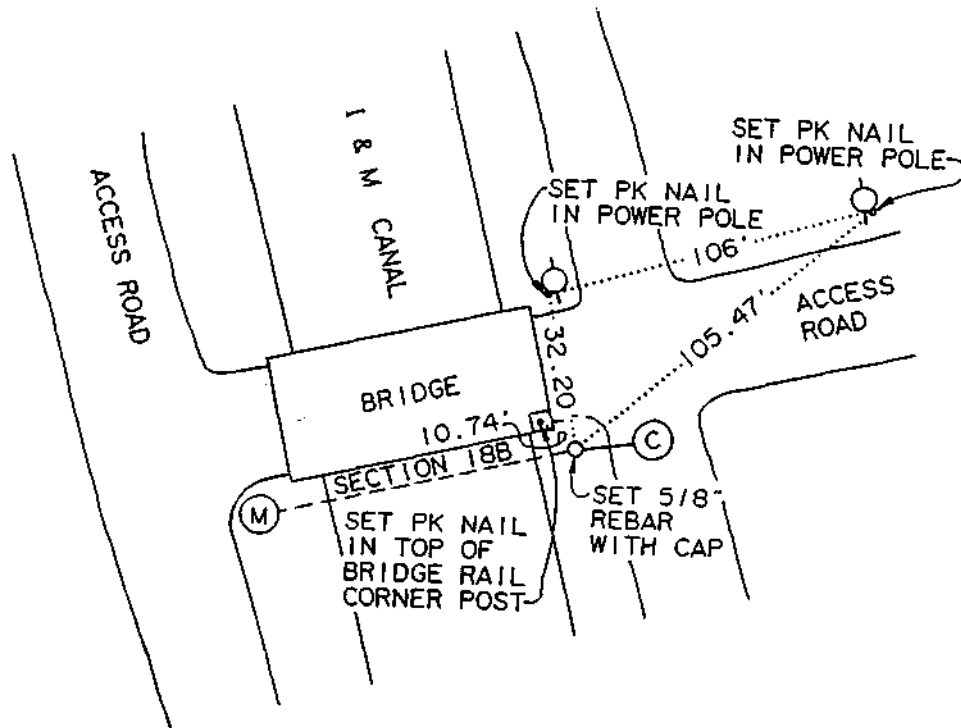 I & M CANAL
ACCESS ROAD
SET PK NAIL
IN POWER POLE
SET PK NAIL
IN POWER POLE
106'
105.47'
ACCESS
ROAD
32.20
BRIDGE
10.74'
SECTION 18B
C
M
SET 5/8"
REBAR
WITH CAP
SET PK NAIL
IN TOP OF
BRIDGE RAIL
CORNER POST